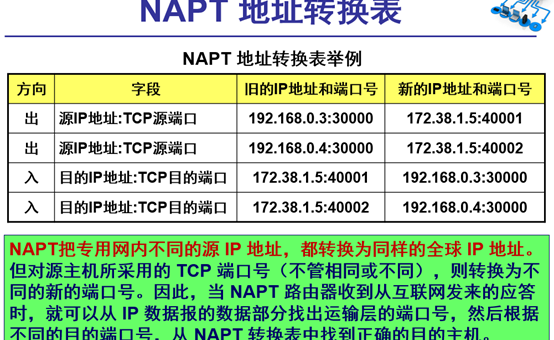 NAPT 地址转换表
NAPT 地址转换表举例
方向 字段 旧的IP地址和端口号 新的IP地址和端口号
出 源IP地址:TCP源端口 192.168.0.3:30000 172.38.1.5:40001
出 源IP地址:TCP源端口 192.168.0.4:30000 172.38.1.5:40002
入 目的IP地址:TCP目的端口 172.38.1.5:40001 192.168.0.3:30000
入 目的IP地址:TCP目的端口 172.38.1.5:40002 192.168.0.4:30000
NAPT把专用网内不同的源 IP 地址，都转换为同样的全球 IP 地址。
但对源主机所采用的 TCP 端口号（不管相同或不同），则转换为不
同的新的端口号。因此，当 NAPT 路由器收到从互联网发来的应答
时，就可以从 IP 数据报的数据部分找出运输层的端口号，然后根据
不同的目的端口号，从 NAPT 转换表中找到正确的目的主机。